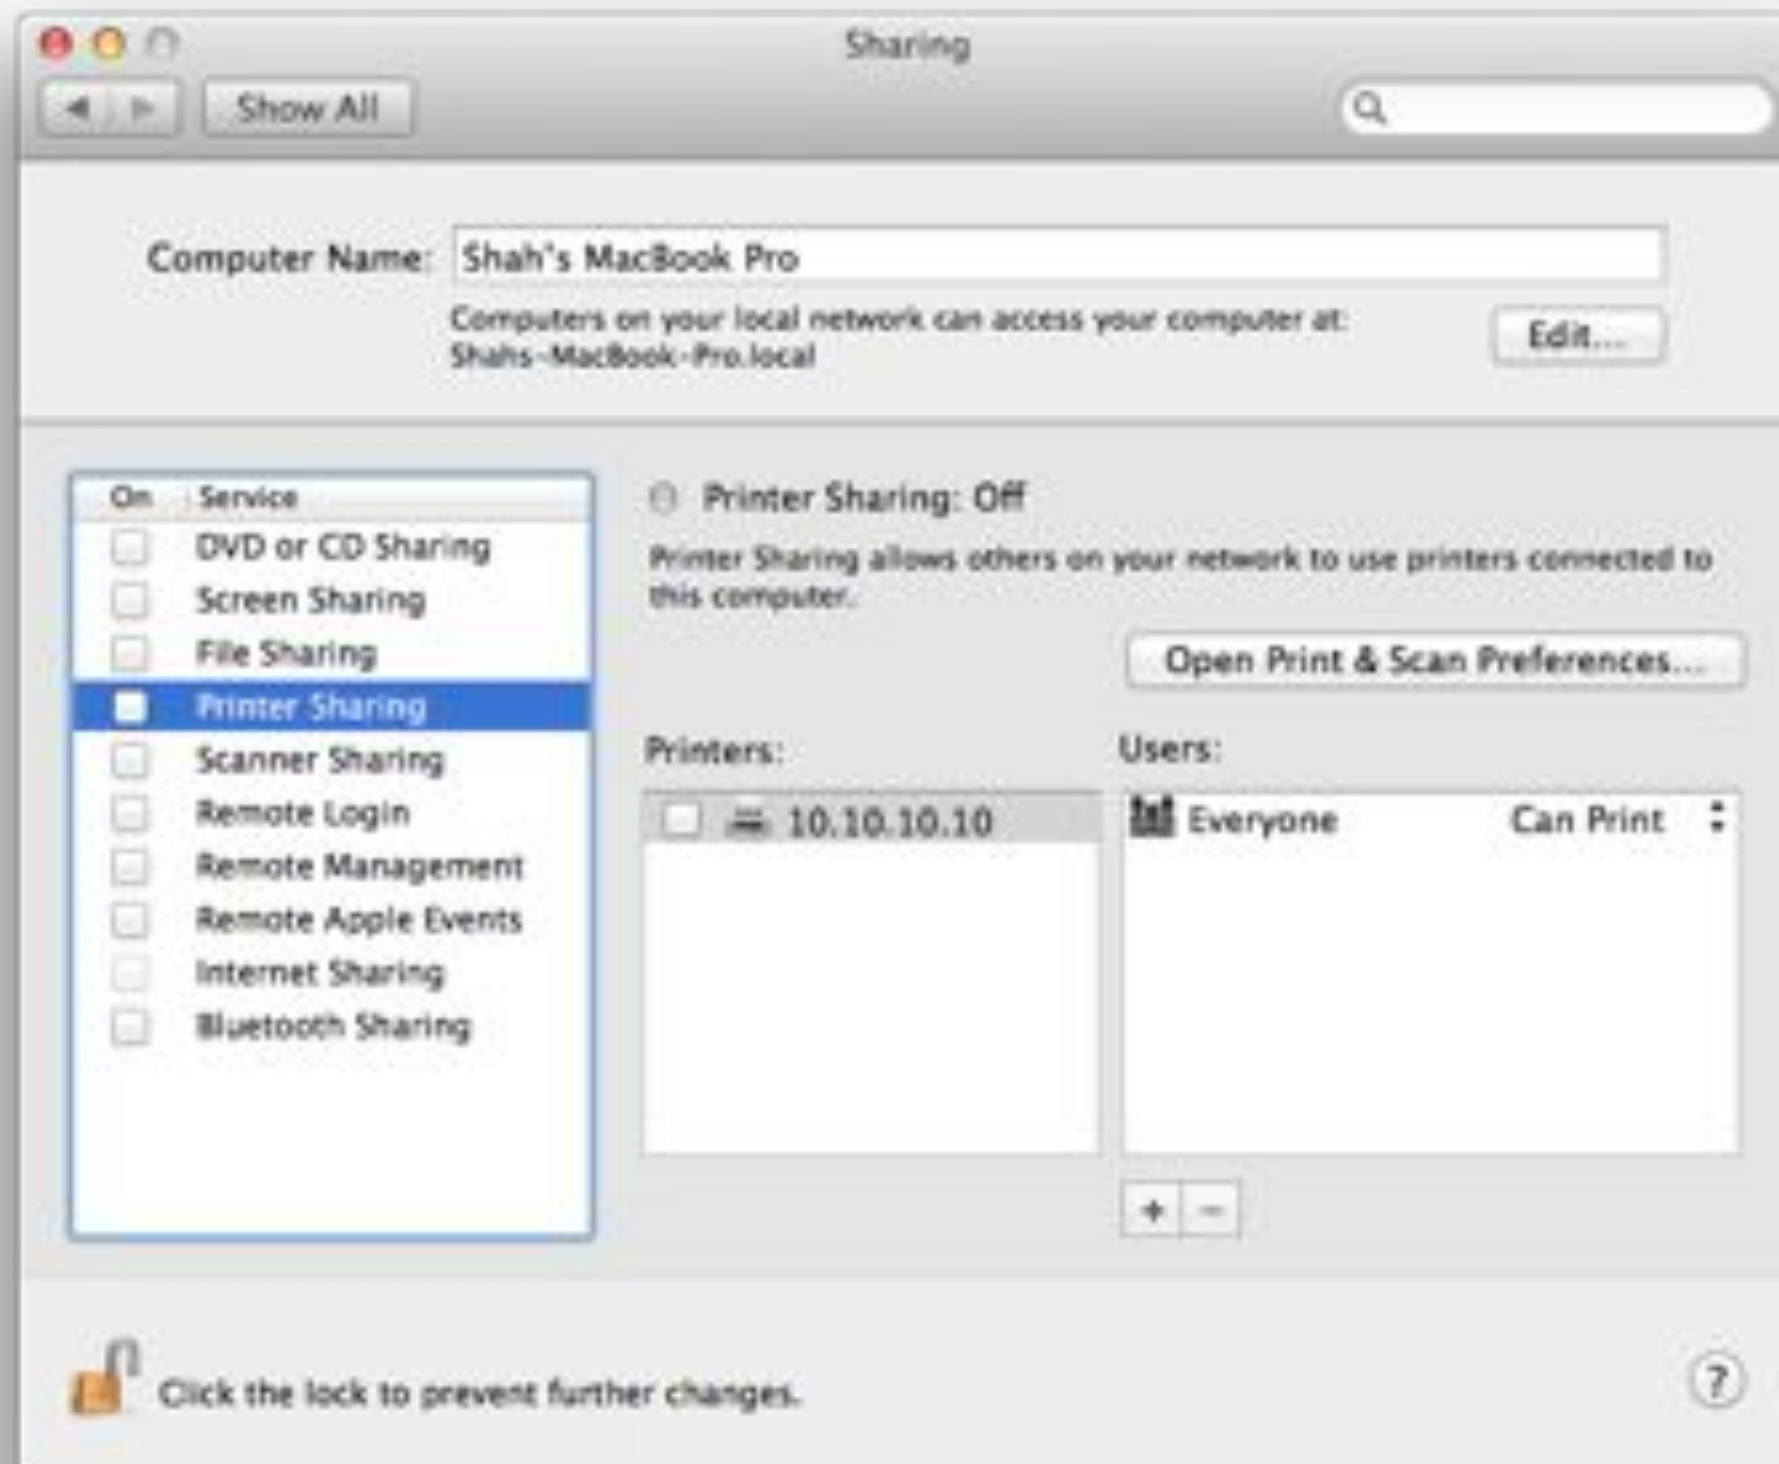 Sharing
Show All
Computer Name: Shah's MacBook Pro
Computers on your local network can access your computer at:
Shahs-MacBook-Pro.local
Edit...
On Service
DVD or CD Sharing
Screen Sharing
File Sharing
Printer Sharing
Scanner Sharing
Remote Login
Remote Management
Remote Apple Events
Internet Sharing
Bluetooth Sharing
Printer Sharing: Off
Printer Sharing allows others on your network to use printers connected to
this computer.
Open Print & Scan Preferences...
Printers:
10.10.10.10
Users:
Everyone Can Print
+ −
Click the lock to prevent further changes.
?